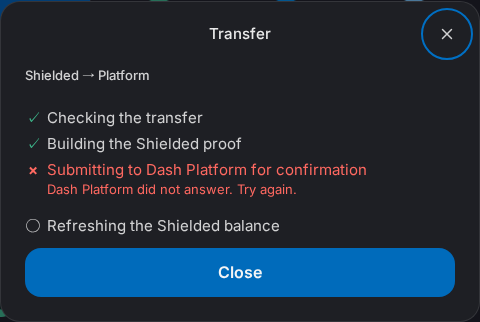 Transfer
Shielded → Platform
✓ Checking the transfer
✓ Building the Shielded proof
× Submitting to Dash Platform for confirmation
Dash Platform did not answer. Try again.
Refreshing the Shielded balance
Close